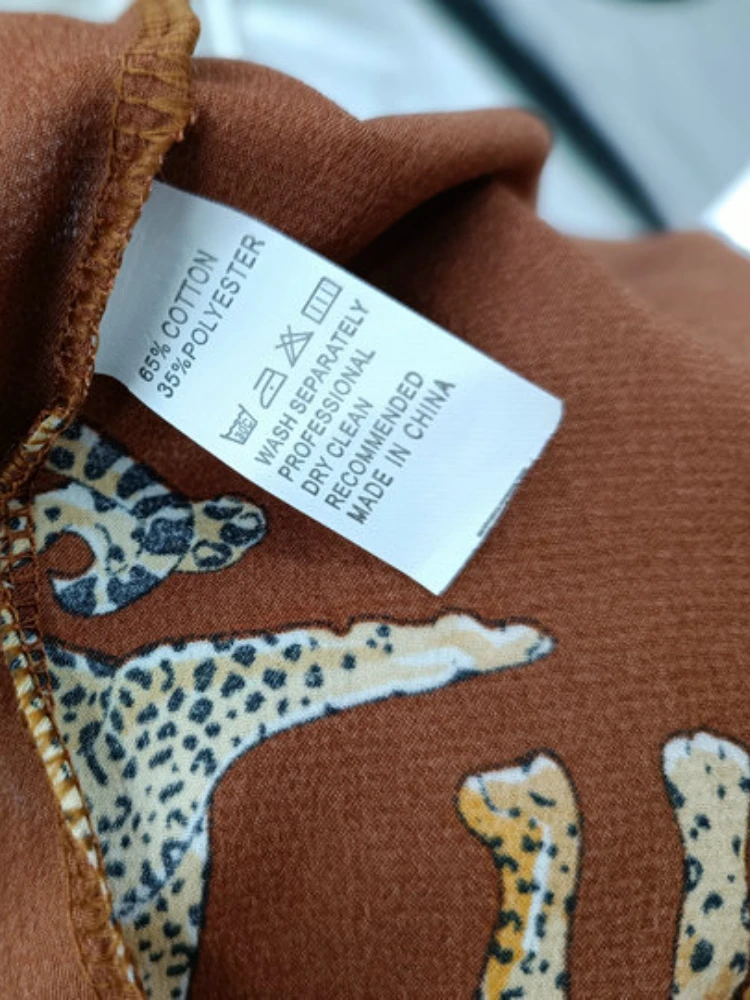 65% COTTON
35%POLYESTER
WASH SEPARATELY
PROFESSIONAL
DRY CLEAN
RECOMMENDED
MADE IN CHINA